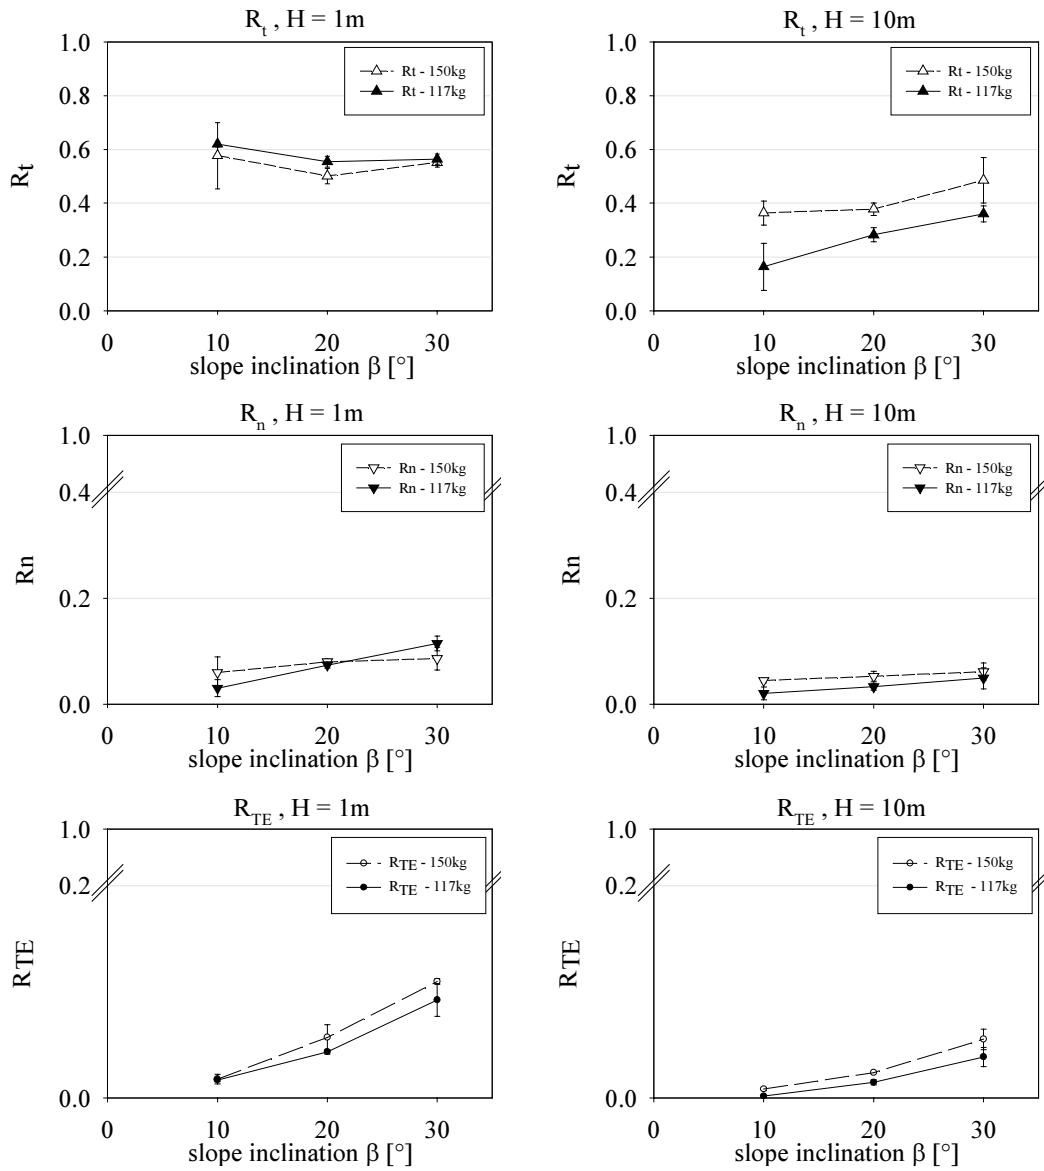 R_t , H = 1m
1.0
0.8
0.6
0.4
0.2
0.0
R_t
Rt - 150kg
Rt - 117kg
0 10 20 30
slope inclination β [°]
R_t , H = 10m
1.0
0.8
0.6
0.4
0.2
0.0
R_t
Rt - 150kg
Rt - 117kg
0 10 20 30
slope inclination β [°]
R_n , H = 1m
1.0
0.4
0.2
0.0
Rn
Rn - 150kg
Rn - 117kg
0 10 20 30
slope inclination β [°]
R_n , H = 10m
1.0
0.4
0.2
0.0
Rn
Rn - 150kg
Rn - 117kg
0 10 20 30
slope inclination β [°]
R_TE , H = 1m
1.0
0.2
0.0
R_TE
R_TE - 150kg
R_TE - 117kg
0 10 20 30
slope inclination β [°]
R_TE , H = 10m
1.0
0.2
0.0
R_TE
R_TE - 150kg
R_TE - 117kg
0 10 20 30
slope inclination β [°]